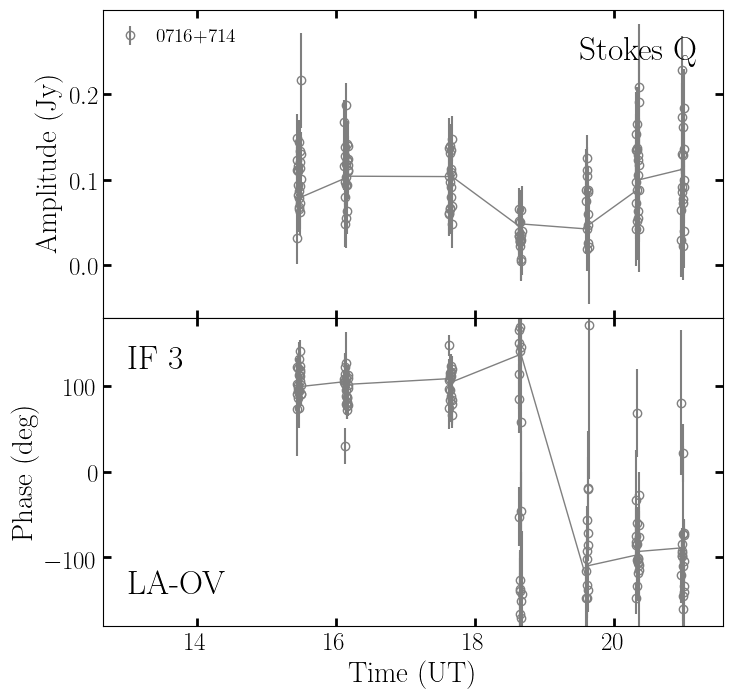 0716+714
Stokes Q
Amplitude (Jy)
0.2
0.1
0.0
IF 3
Phase (deg)
100
0
−100
LA-OV
14 16 18 20
Time (UT)